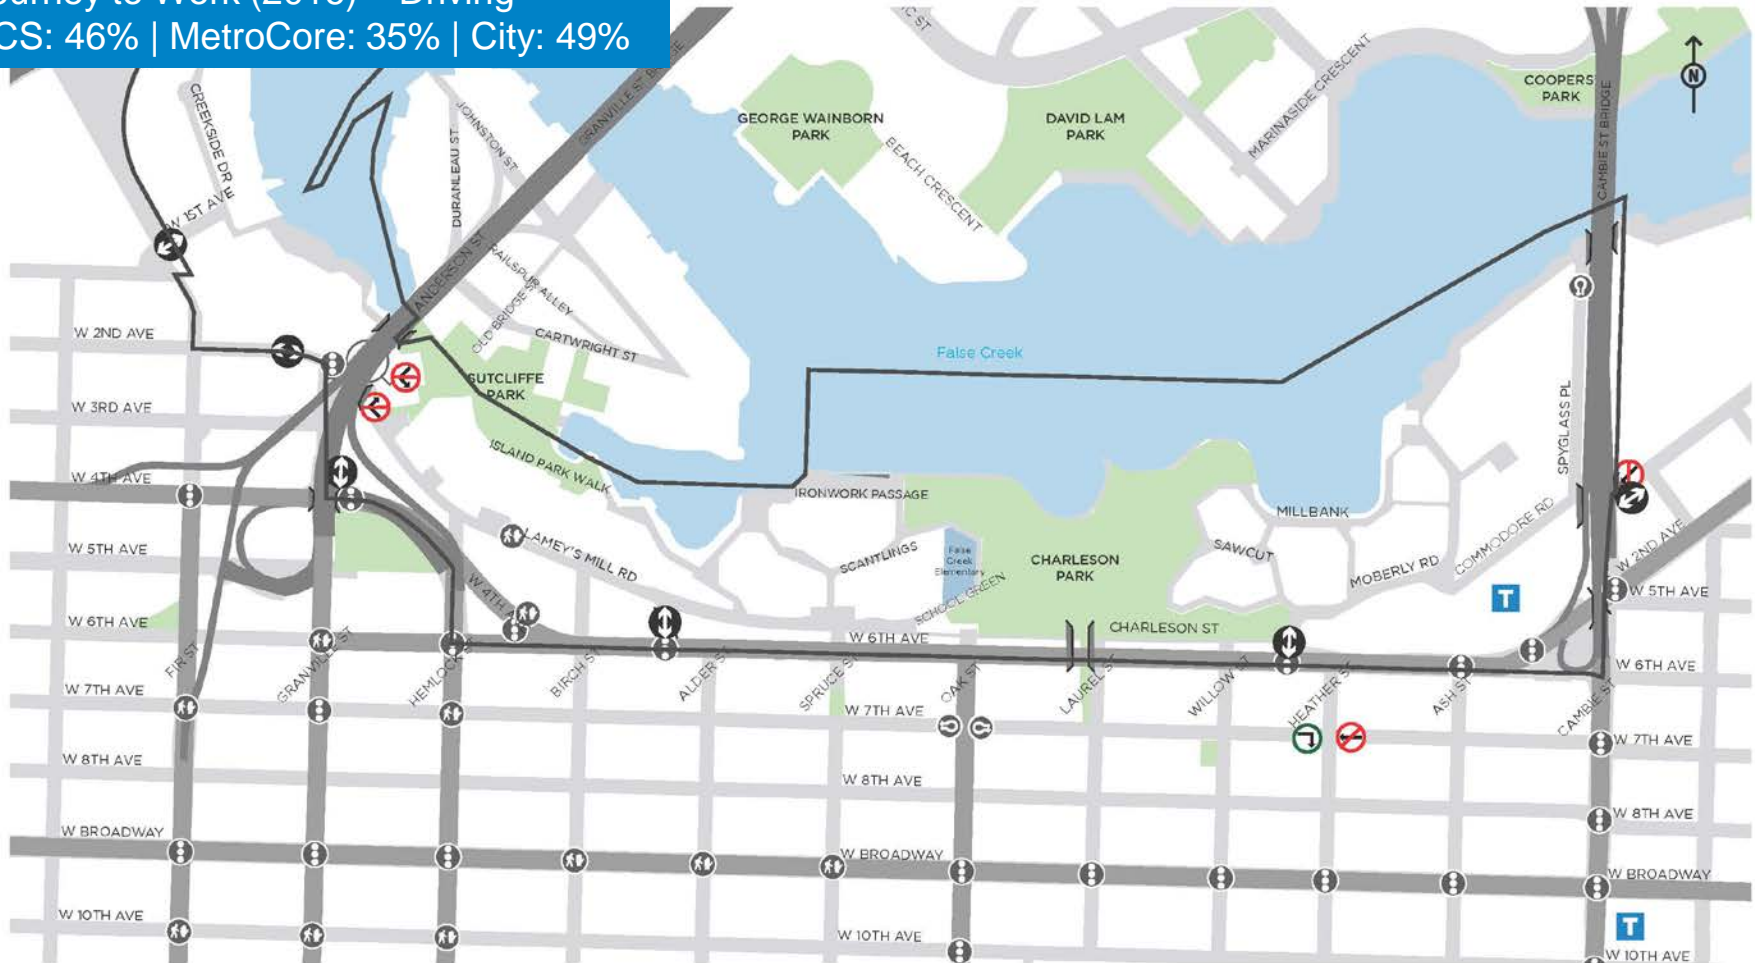 CS: 46% | MetroCore: 35% | City: 49%
N
COOPERS'
PARK
GEORGE WAINBORN
PARK
DAVID LAM
PARK
MARINASIDE CRESCENT
BEACH CRESCENT
CAMBIE ST BRIDGE
GRANVILLE ST BRIDGE
CREEKSIDE DR W
W 1ST AVE
JOHNSTON ST
DURANLEAU ST
ANDERSON ST
RAILSPUR ALLEY
OLD BRIDGE ST
CARTWRIGHT ST
W 2ND AVE
False Creek
SUTCLIFFE
PARK
W 3RD AVE
ISLAND PARK WALK
SPYGLASS PL
W 4TH AVE
IRONWORK PASSAGE
MILLBANK
COMMODORE RD
W 2ND AVE
W 5TH AVE
LAMEY'S MILL RD
SCANTLINGS
False
Creek
Elementary
SCHOOL GREEN
CHARLESON
PARK
SAWCUT
MOBERLY RD
T
W 5TH AVE
W 4TH A
W 6TH AVE
W 6TH AVE
CHARLESON ST
W 6TH AVE
FIR ST
GRANVILLE ST
HEMLOCK ST
BIRCH ST
ALDER ST
SPRUCE ST
OAK ST
LAUREL ST
WILLOW ST
HEATHER ST
ASH ST
CAMBIE ST
W 7TH AVE
W 7TH AVE
W 7TH AVE
W 8TH AVE
W 8TH AVE
W 8TH AVE
W BROADWAY
W BROADWAY
W BROADWAY
W 10TH AVE
W 10TH AVE
T
W 10TH AVE